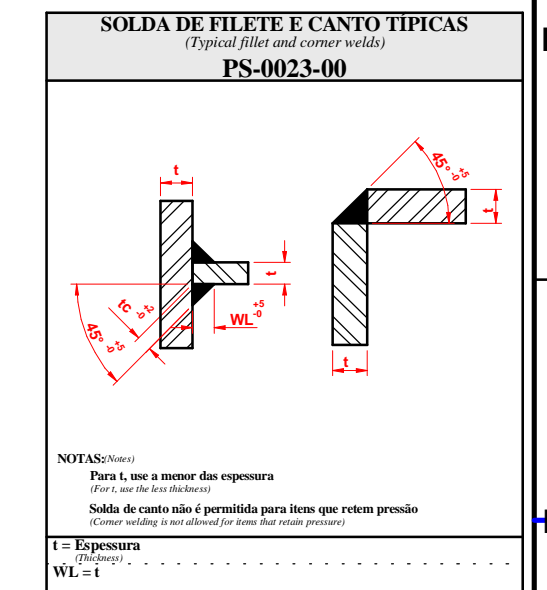 SOLDA DE FILETE E CANTO TÍPICAS
(Typical fillet and corner welds)
PS-0023-00
t
45° -0 +5
t
t
tc -0 +2
WL +5 -0
45° -0 +5
t
NOTAS:(Notes)
Para t, use a menor das espessura
(For t, use the less thickness)
Solda de canto não é permitida para itens que retem pressão
(Corner welding is not allowed for items that retain pressure)
t = Espessura
(Thickness)
WL = t